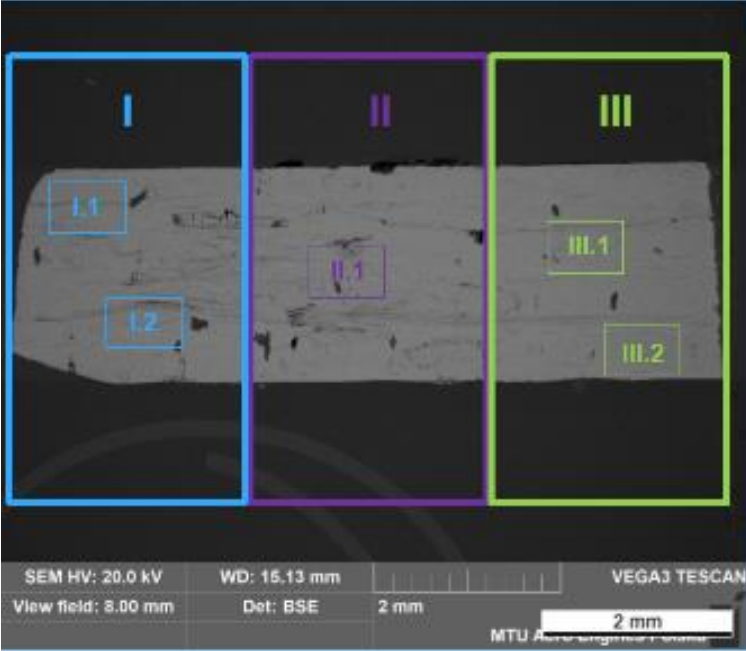 I II III
I.1
III.1
II.1
I.2
III.2
SEM HV: 20.0 kV WD: 15.13 mm VEGA3 TESCAN
View field: 8.00 mm Det: BSE 2 mm
2 mm
MTU